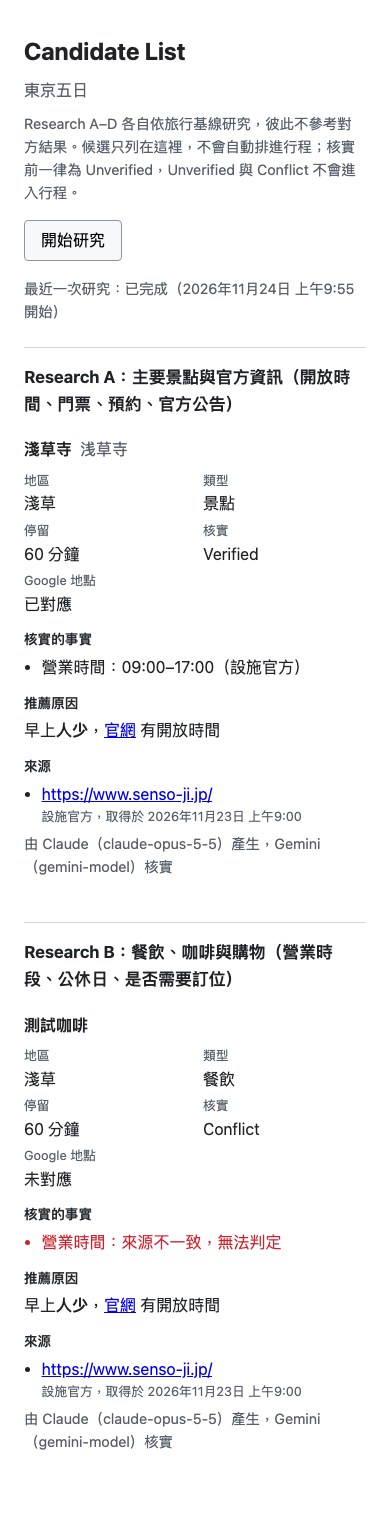 Candidate List
東京五日
Research A–D 各自依旅行基線研究，彼此不參考對
方結果。候選只列在這裡，不會自動排進行程；核實
前一律為 Unverified，Unverified 與 Conflict 不會進
入行程。
開始研究
最近一次研究：已完成（2026年11月24日 上午9:55
開始）
Research A：主要景點與官方資訊（開放時
間、門票、預約、官方公告）
淺草寺 浅草寺
地區 類型
淺草 景點
停留 核實
60 分鐘 Verified
Google 地點
已對應
核實的事實
• 營業時間：09:00–17:00（設施官方）
推薦原因
早上人少，官網 有開放時間
來源
• https://www.senso-ji.jp/
設施官方，取得於 2026年11月23日 上午9:00
由 Claude（claude-opus-5-5）產生，Gemini
（gemini-model）核實
Research B：餐飲、咖啡與購物（營業時
段、公休日、是否需要訂位）
測試咖啡
地區 類型
淺草 餐飲
停留 核實
60 分鐘 Conflict
Google 地點
未對應
核實的事實
• 營業時間：來源不一致，無法判定
推薦原因
早上人少，官網 有開放時間
來源
• https://www.senso-ji.jp/
設施官方，取得於 2026年11月23日 上午9:00
由 Claude（claude-opus-5-5）產生，Gemini
（gemini-model）核實